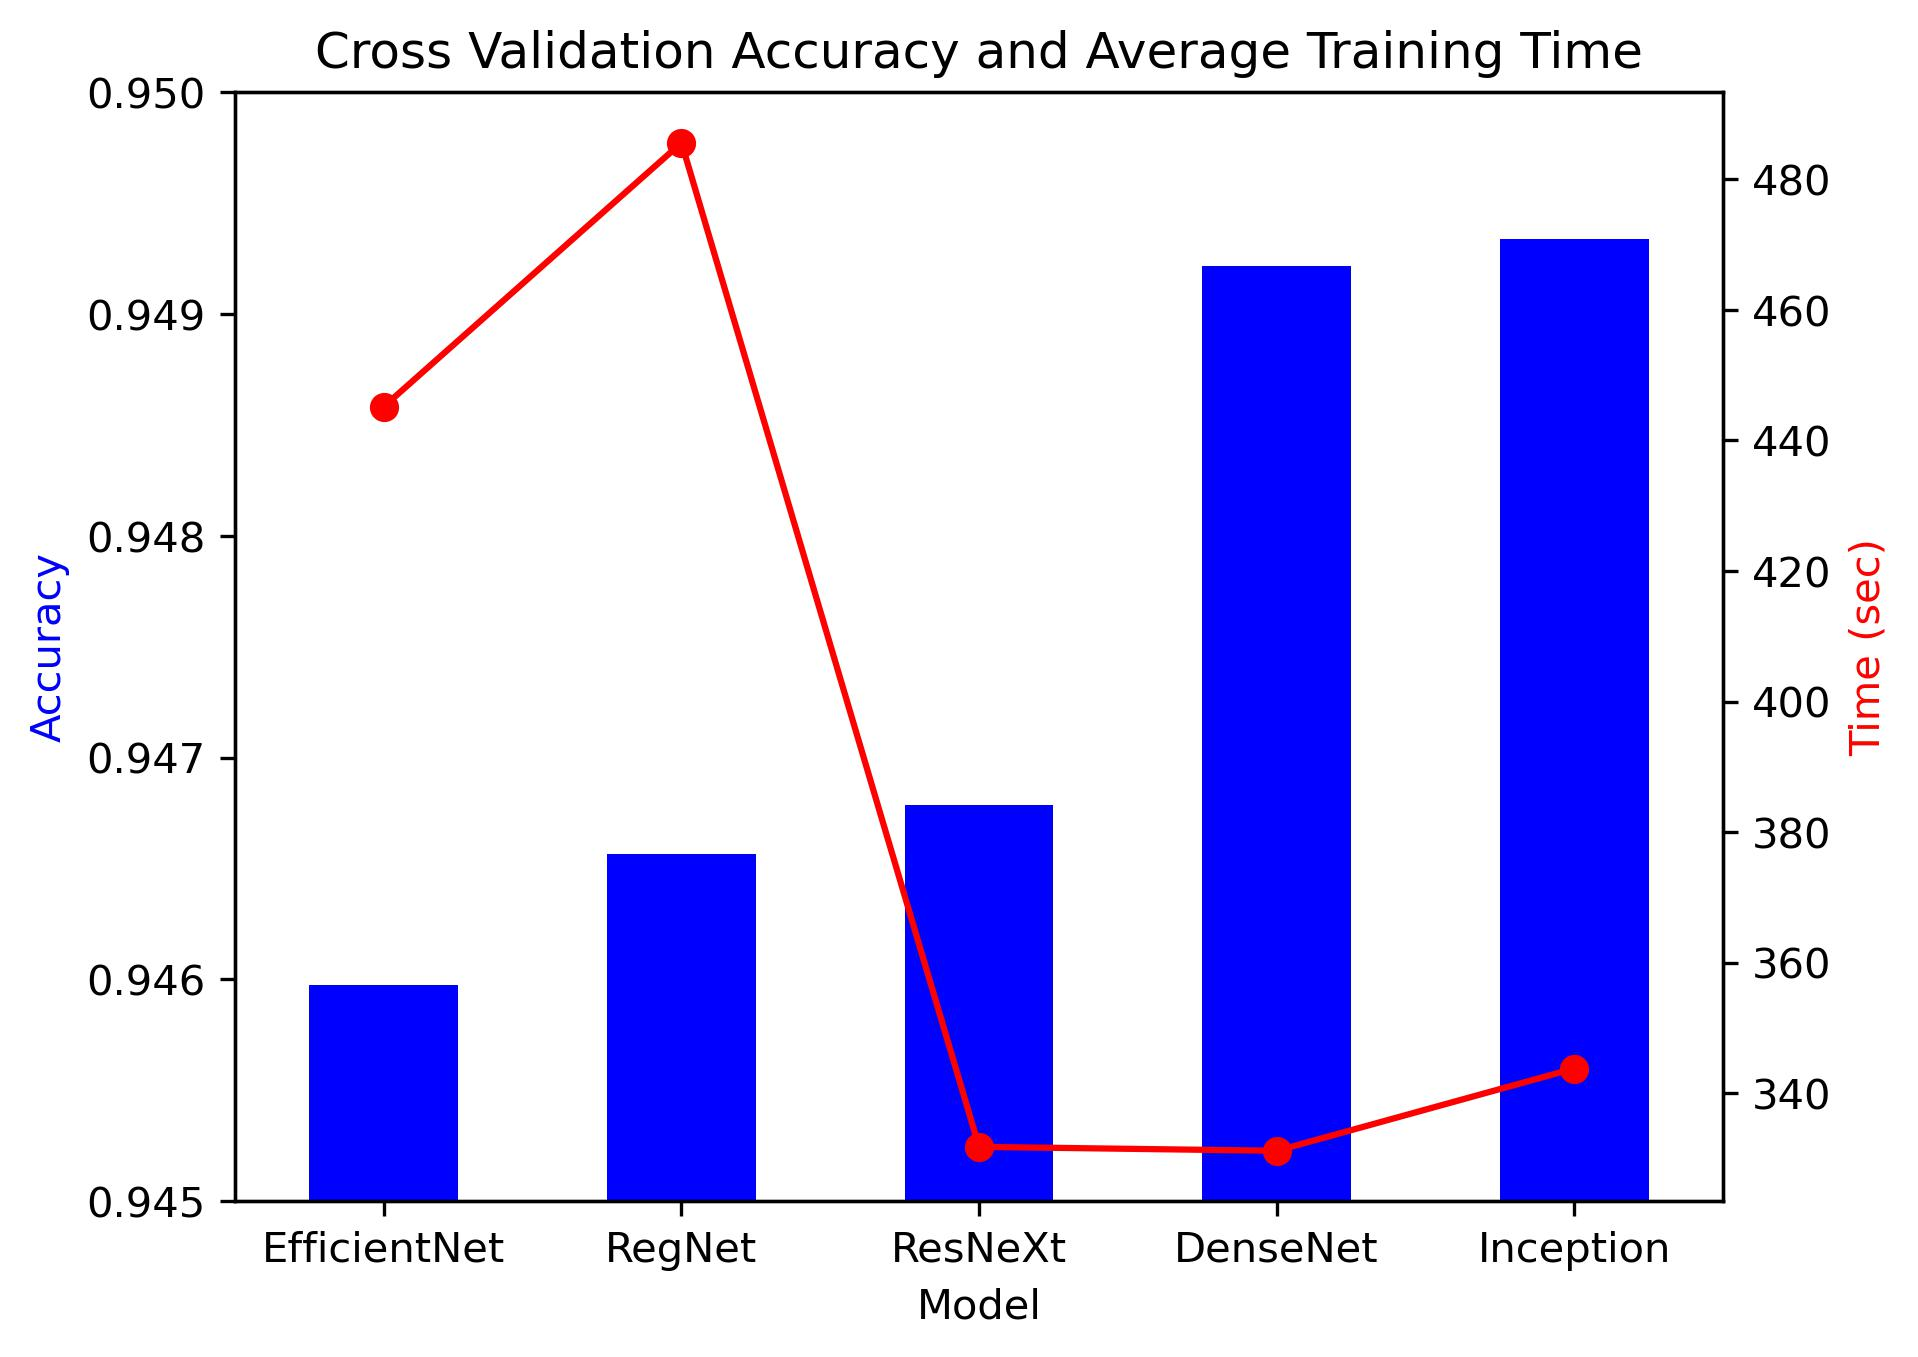 Cross Validation Accuracy and Average Training Time
Accuracy
0.950
0.949
0.948
0.947
0.946
0.945
480
460
440
420
400
380
360
340
Time (sec)
EfficientNet RegNet ResNeXt DenseNet Inception
Model